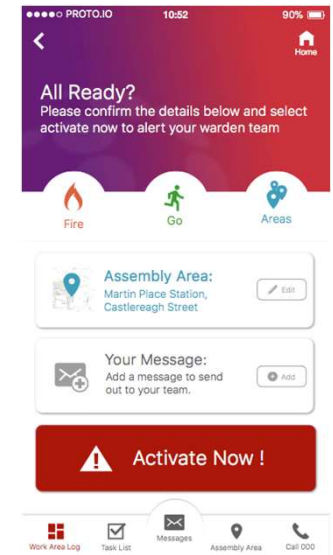 PROTO.IO 10:52 90%
Home
All Ready?
Please confirm the details below and select
activate now to alert your warden team
Fire Go Areas
Assembly Area:
Martin Place Station,
Castlereagh Street
Edit
Your Message:
Add a message to send
out to your team.
Add
Activate Now !
Work Area Log Task List Messages Assembly Area Call 000